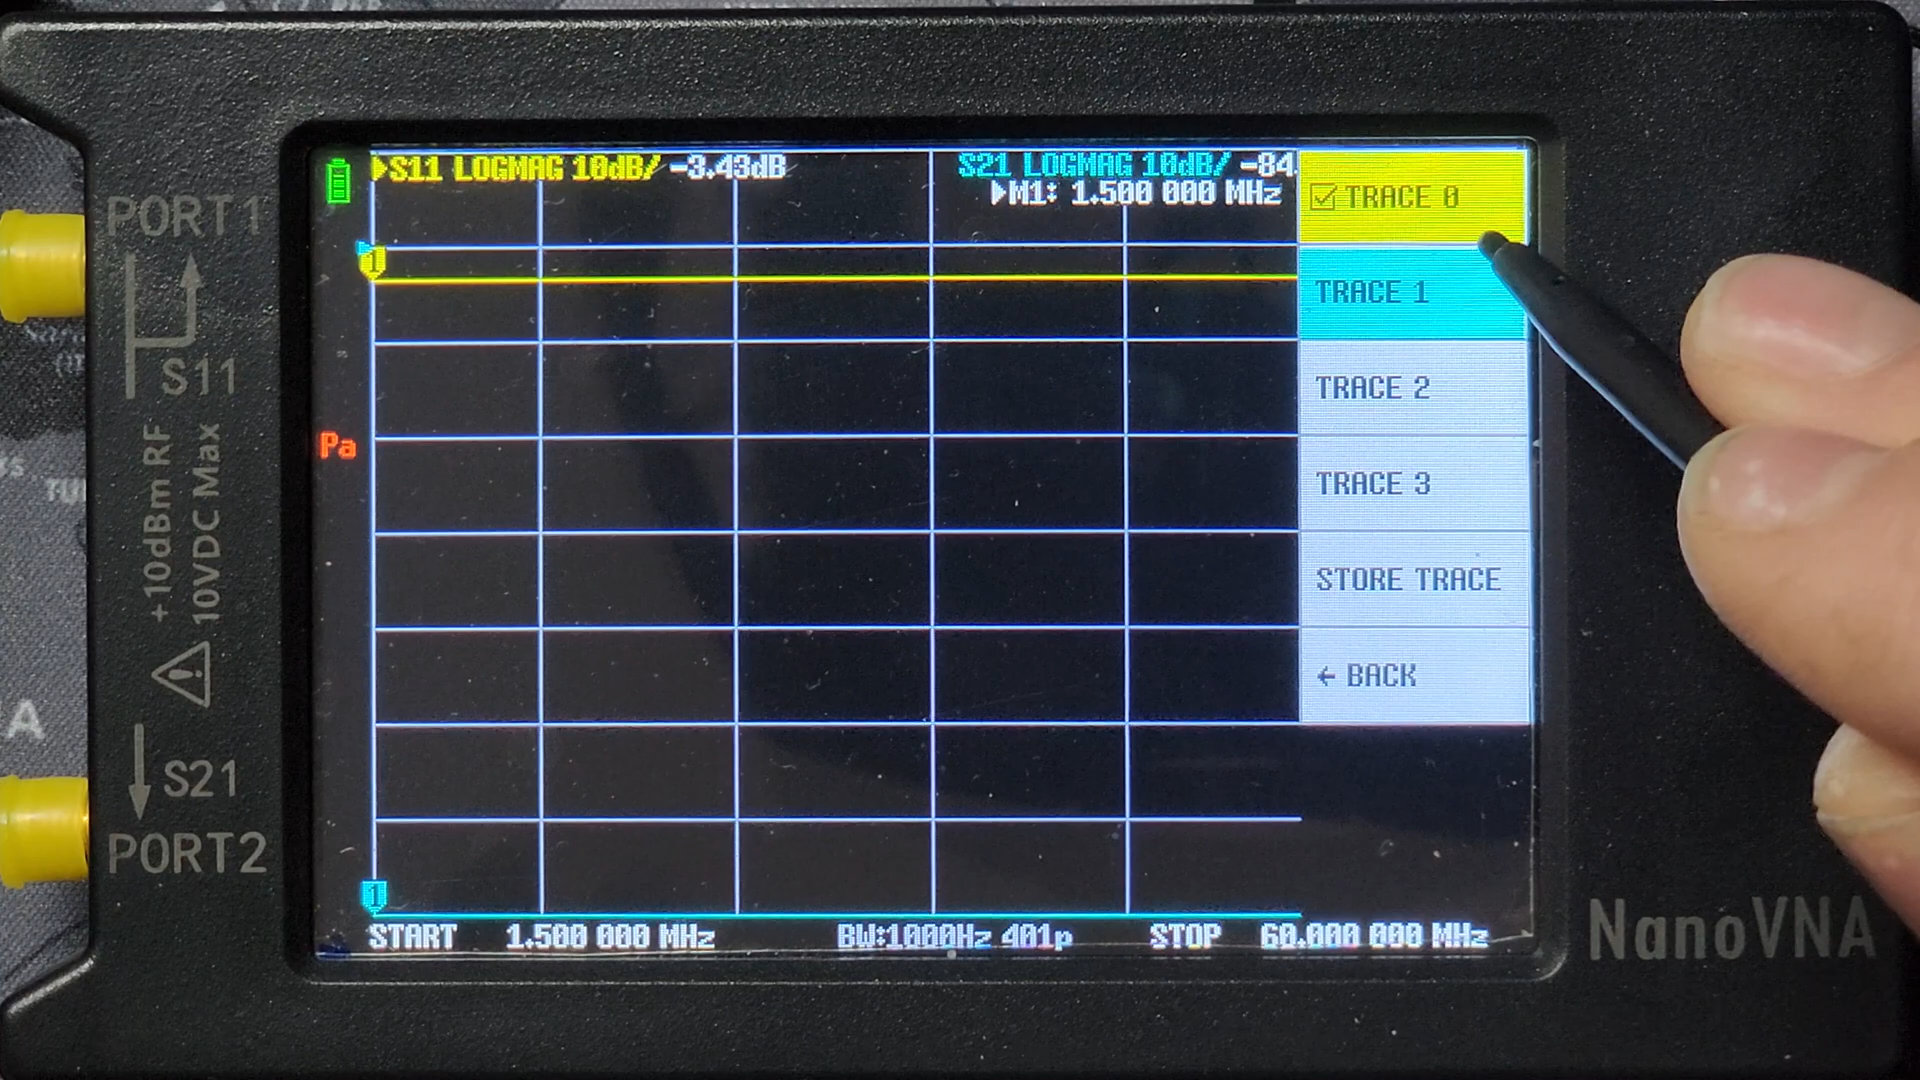 ▶S11 LOGMAG 10dB/ -3.43dB
S21 LOGMAG 10dB/ -84.
▶M1: 1.500 000 MHz
1
Pa
1
START 1.500 000 MHz
BW:1000Hz 401p
STOP 60.000 000 MHz
☑ TRACE 0
TRACE 1
TRACE 2
TRACE 3
STORE TRACE
← BACK
PORT1
S11
+10dBm RF
10VDC Max
S21
PORT2
A
NanoVNA